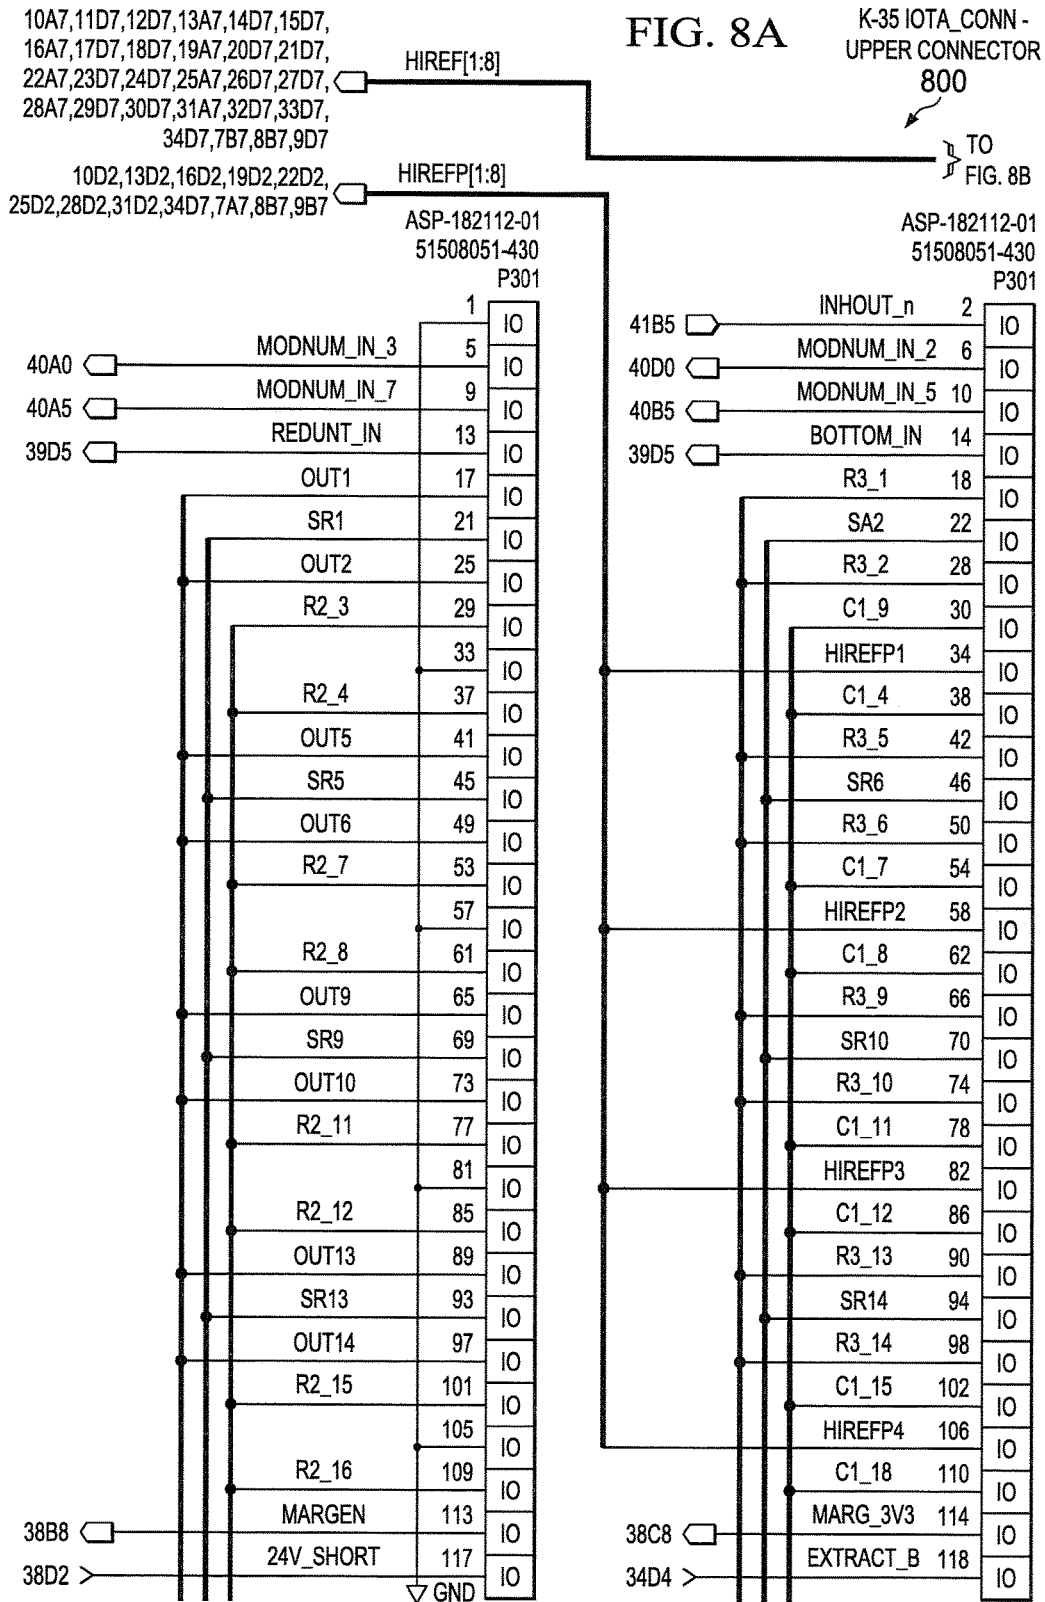 FIG. 8A
K-35 IOTA_CONN -
UPPER CONNECTOR
800
10A7,11D7,12D7,13A7,14D7,15D7,
16A7,17D7,18D7,19A7,20D7,21D7,
22A7,23D7,24D7,25A7,26D7,27D7,
28A7,29D7,30D7,31A7,32D7,33D7,
34D7,7B7,8B7,9D7
HIREF[1:8]
TO
FIG. 8B
10D2,13D2,16D2,19D2,22D2,
25D2,28D2,31D2,34D7,7A7,8B7,9B7
HIREFP[1:8]
ASP-182112-01
51508051-430
P301
1 IO
40A0 MODNUM_IN_3 5 IO
40A5 MODNUM_IN_7 9 IO
39D5 REDUNT_IN 13 IO
OUT1 17 IO
SR1 21 IO
OUT2 25 IO
R2_3 29 IO
33 IO
R2_4 37 IO
OUT5 41 IO
SR5 45 IO
OUT6 49 IO
R2_7 53 IO
57 IO
R2_8 61 IO
OUT9 65 IO
SR9 69 IO
OUT10 73 IO
R2_11 77 IO
81 IO
R2_12 85 IO
OUT13 89 IO
SR13 93 IO
OUT14 97 IO
R2_15 101 IO
105 IO
R2_16 109 IO
38B8 MARGEN 113 IO
38D2 24V_SHORT 117 IO
GND
ASP-182112-01
51508051-430
P301
41B5 INHOUT_n 2 IO
40D0 MODNUM_IN_2 6 IO
40B5 MODNUM_IN_5 10 IO
39D5 BOTTOM_IN 14 IO
R3_1 18 IO
SA2 22 IO
R3_2 28 IO
C1_9 30 IO
HIREFP1 34 IO
C1_4 38 IO
R3_5 42 IO
SR6 46 IO
R3_6 50 IO
C1_7 54 IO
HIREFP2 58 IO
C1_8 62 IO
R3_9 66 IO
SR10 70 IO
R3_10 74 IO
C1_11 78 IO
HIREFP3 82 IO
C1_12 86 IO
R3_13 90 IO
SR14 94 IO
R3_14 98 IO
C1_15 102 IO
HIREFP4 106 IO
C1_18 110 IO
38C8 MARG_3V3 114 IO
34D4 EXTRACT_B 118 IO